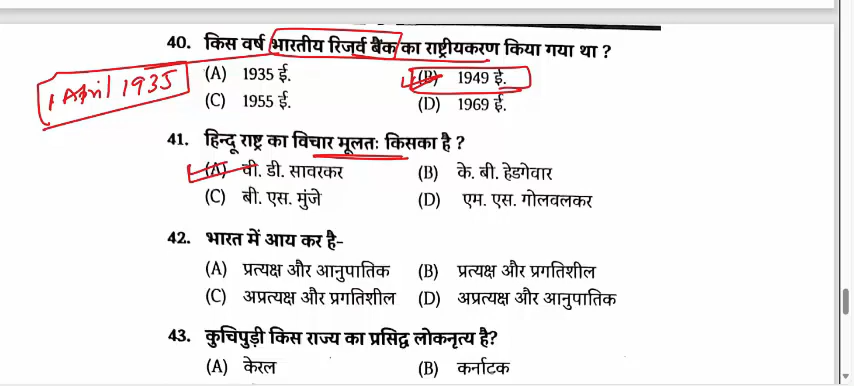 40. किस वर्ष भारतीय रिजर्व बैंक का राष्ट्रीयकरण किया गया था ?
1 April 1935
(A) 1935 ई. (B) 1949 ई.
(C) 1955 ई. (D) 1969 ई.
41. हिन्दू राष्ट्र का विचार मूलतः किसका है ?
(A) वी. डी. सावरकर (B) के. बी. हेडगेवार
(C) बी. एस. मुंजे (D) एम. एस. गोलवलकर
42. भारत में आय कर है-
(A) प्रत्यक्ष और आनुपातिक (B) प्रत्यक्ष और प्रगतिशील
(C) अप्रत्यक्ष और प्रगतिशील (D) अप्रत्यक्ष और आनुपातिक
43. कुचिपुड़ी किस राज्य का प्रसिद्ध लोकनृत्य है?
(A) केरल (B) कर्नाटक